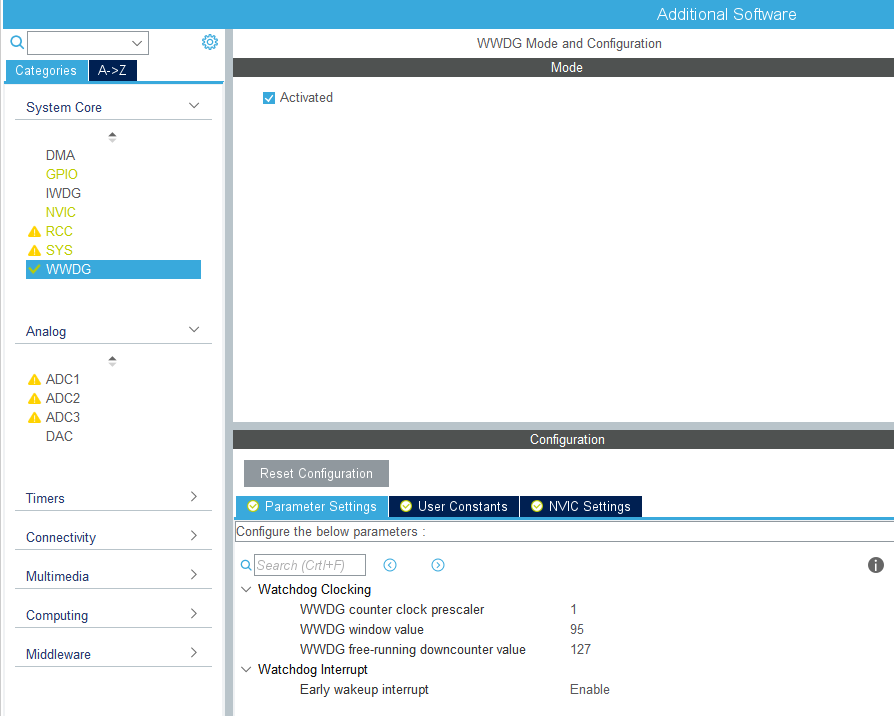 Additional Software
Categories
A->Z
System Core
DMA
GPIO
IWDG
NVIC
RCC
SYS
WWDG
Analog
ADC1
ADC2
ADC3
DAC
Timers
Connectivity
Multimedia
Computing
Middleware
WWDG Mode and Configuration
Mode
Activated
Configuration
Reset Configuration
Parameter Settings
User Constants
NVIC Settings
Configure the below parameters :
Search (Crtl+F)
Watchdog Clocking
WWDG counter clock prescaler 1
WWDG window value 95
WWDG free-running downcounter value 127
Watchdog Interrupt
Early wakeup interrupt Enable